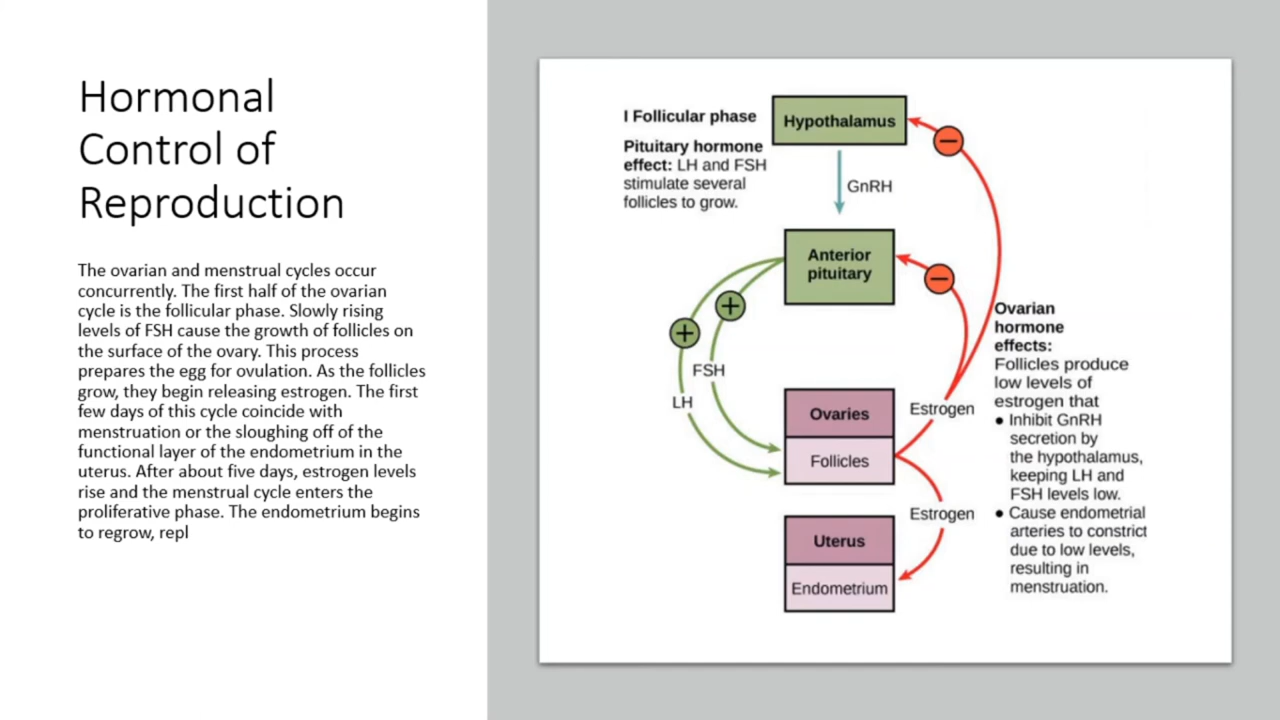 Hormonal
Control of
Reproduction
The ovarian and menstrual cycles occur
concurrently. The first half of the ovarian
cycle is the follicular phase. Slowly rising
levels of FSH cause the growth of follicles on
the surface of the ovary. This process
prepares the egg for ovulation. As the follicles
grow, they begin releasing estrogen. The first
few days of this cycle coincide with
menstruation or the sloughing off of the
functional layer of the endometrium in the
uterus. After about five days, estrogen levels
rise and the menstrual cycle enters the
proliferative phase. The endometrium begins
to regrow, repl
I Follicular phase
Pituitary hormone
effect: LH and FSH
stimulate several
follicles to grow.
Hypothalamus
−
GnRH
Anterior
pituitary
−
+
+
FSH
LH
Ovaries
Follicles
Estrogen
Estrogen
Uterus
Endometrium
Ovarian
hormone
effects:
Follicles produce
low levels of
estrogen that
● Inhibit GnRH
secretion by
the hypothalamus,
keeping LH and
FSH levels low.
● Cause endometrial
arteries to constrict
due to low levels,
resulting in
menstruation.